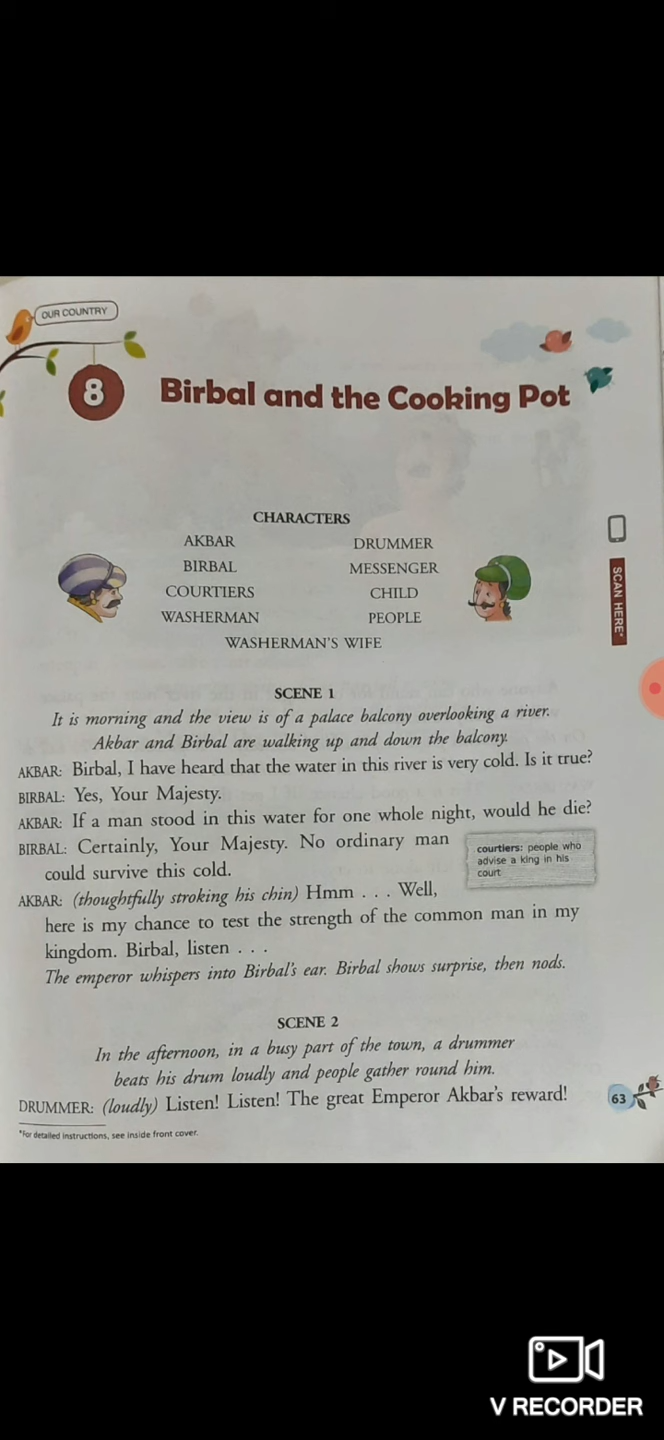 OUR COUNTRY
8 Birbal and the Cooking Pot
CHARACTERS
AKBAR DRUMMER
BIRBAL MESSENGER
COURTIERS CHILD
WASHERMAN PEOPLE
WASHERMAN'S WIFE
SCAN HERE*
SCENE 1
It is morning and the view is of a palace balcony overlooking a river.
Akbar and Birbal are walking up and down the balcony.
AKBAR: Birbal, I have heard that the water in this river is very cold. Is it true?
BIRBAL: Yes, Your Majesty.
AKBAR: If a man stood in this water for one whole night, would he die?
BIRBAL: Certainly, Your Majesty. No ordinary man
could survive this cold.
courtiers: people who
advise a king in his
court
AKBAR: (thoughtfully stroking his chin) Hmm . . . Well,
here is my chance to test the strength of the common man in my
kingdom. Birbal, listen . . .
The emperor whispers into Birbal's ear. Birbal shows surprise, then nods.
SCENE 2
In the afternoon, in a busy part of the town, a drummer
beats his drum loudly and people gather round him.
DRUMMER: (loudly) Listen! Listen! The great Emperor Akbar's reward!
63
*For detailed instructions, see inside front cover.
V RECORDER